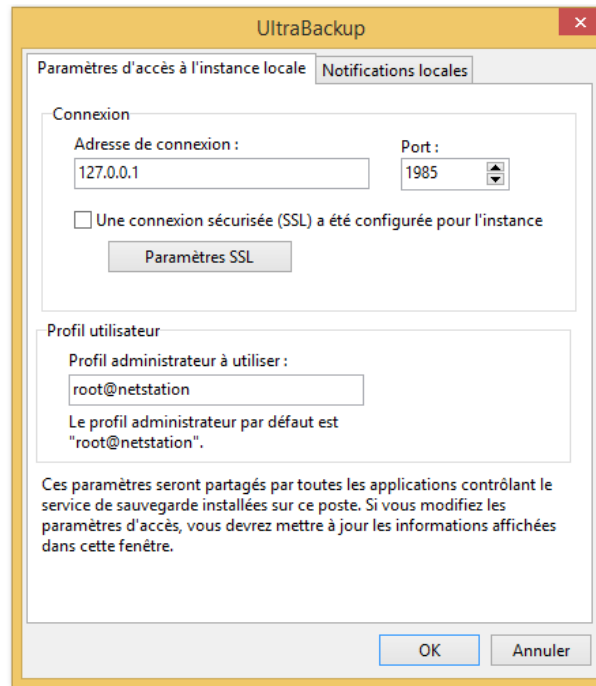 UltraBackup
Paramètres d'accès à l'instance locale
Notifications locales
Connexion
Adresse de connexion :
Port :
127.0.0.1
1985
Une connexion sécurisée (SSL) a été configurée pour l'instance
Paramètres SSL
Profil utilisateur
Profil administrateur à utiliser :
root@netstation
Le profil administrateur par défaut est
"root@netstation".
Ces paramètres seront partagés par toutes les applications contrôlant le
service de sauvegarde installées sur ce poste. Si vous modifiez les
paramètres d'accès, vous devrez mettre à jour les informations affichées
dans cette fenêtre.
OK
Annuler